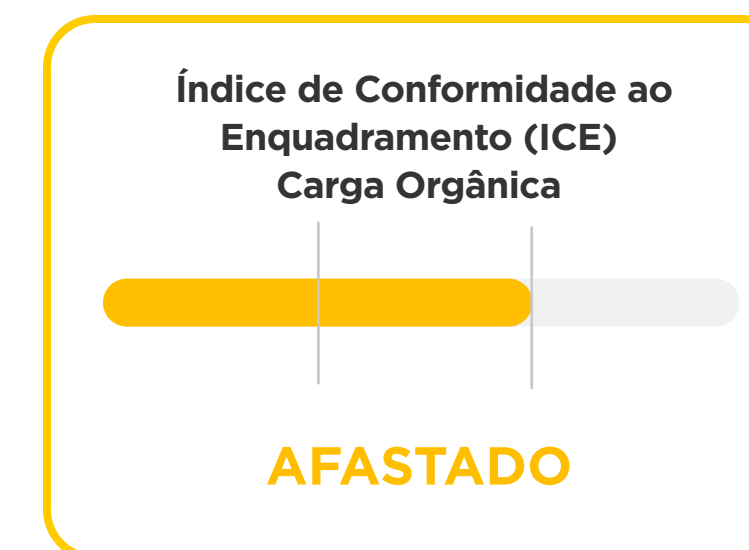 Índice de Conformidade ao
Enquadramento (ICE)
Carga Orgânica
AFASTADO